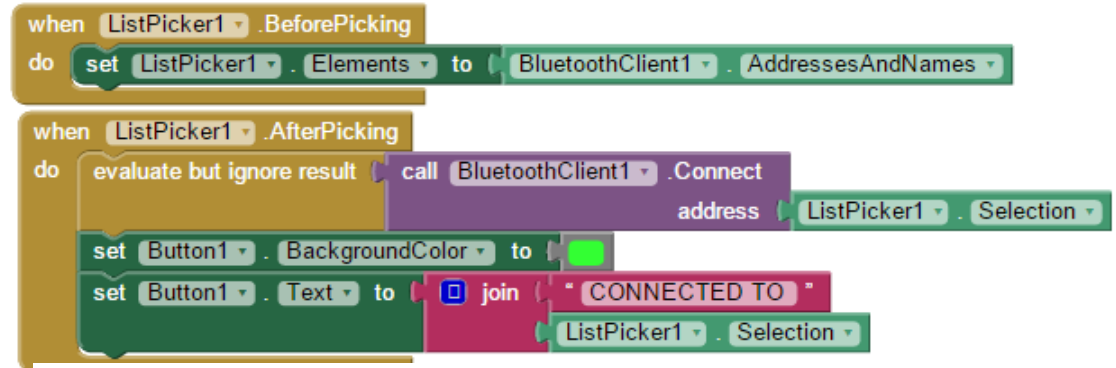 when ListPicker1 .BeforePicking
do set ListPicker1 . Elements to BluetoothClient1 . AddressesAndNames
when ListPicker1 .AfterPicking
do evaluate but ignore result call BluetoothClient1 .Connect
address ListPicker1 . Selection
set Button1 . BackgroundColor to
set Button1 . Text to join " CONNECTED TO "
ListPicker1 . Selection